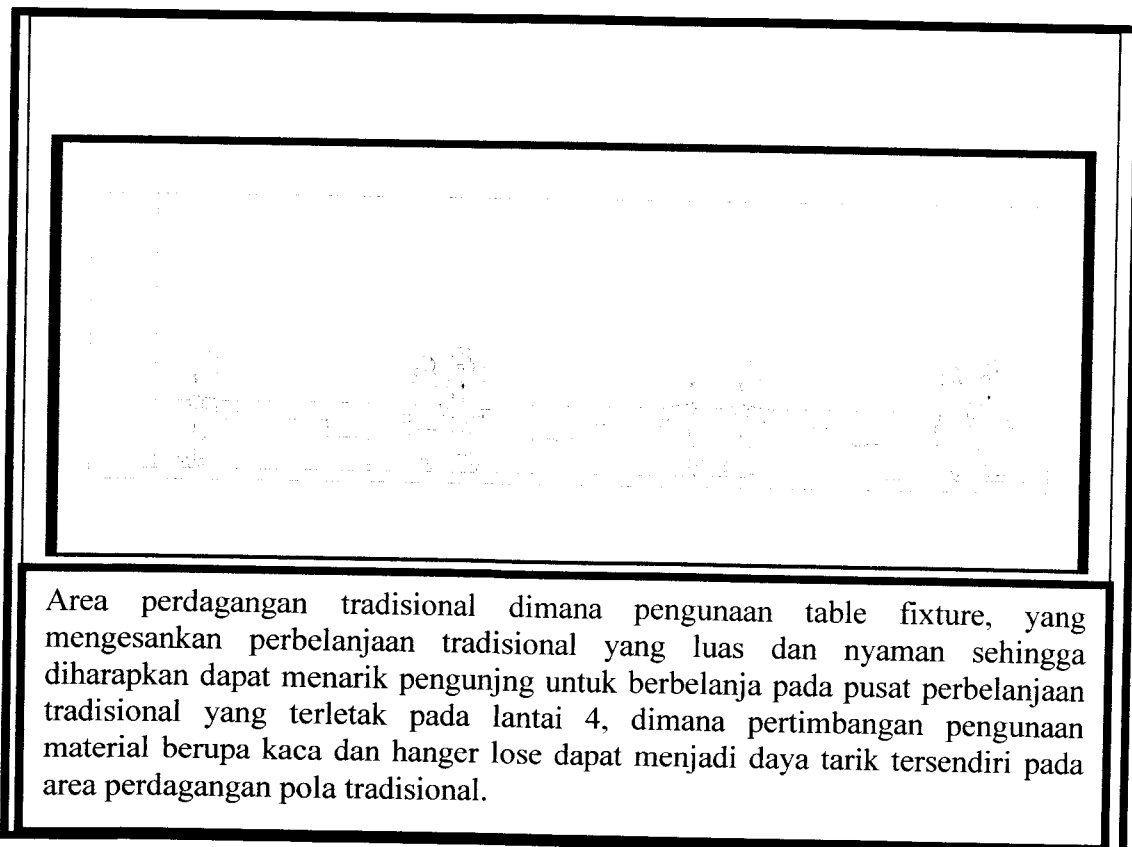 Area perdagangan tradisional dimana pengunaan table fixture, yang
mengesankan perbelanjaan tradisional yang luas dan nyaman sehingga
diharapkan dapat menarik pengunjng untuk berbelanja pada pusat perbelanjaan
tradisional yang terletak pada lantai 4, dimana pertimbangan pengunaan
material berupa kaca dan hanger lose dapat menjadi daya tarik tersendiri pada
area perdagangan pola tradisional.